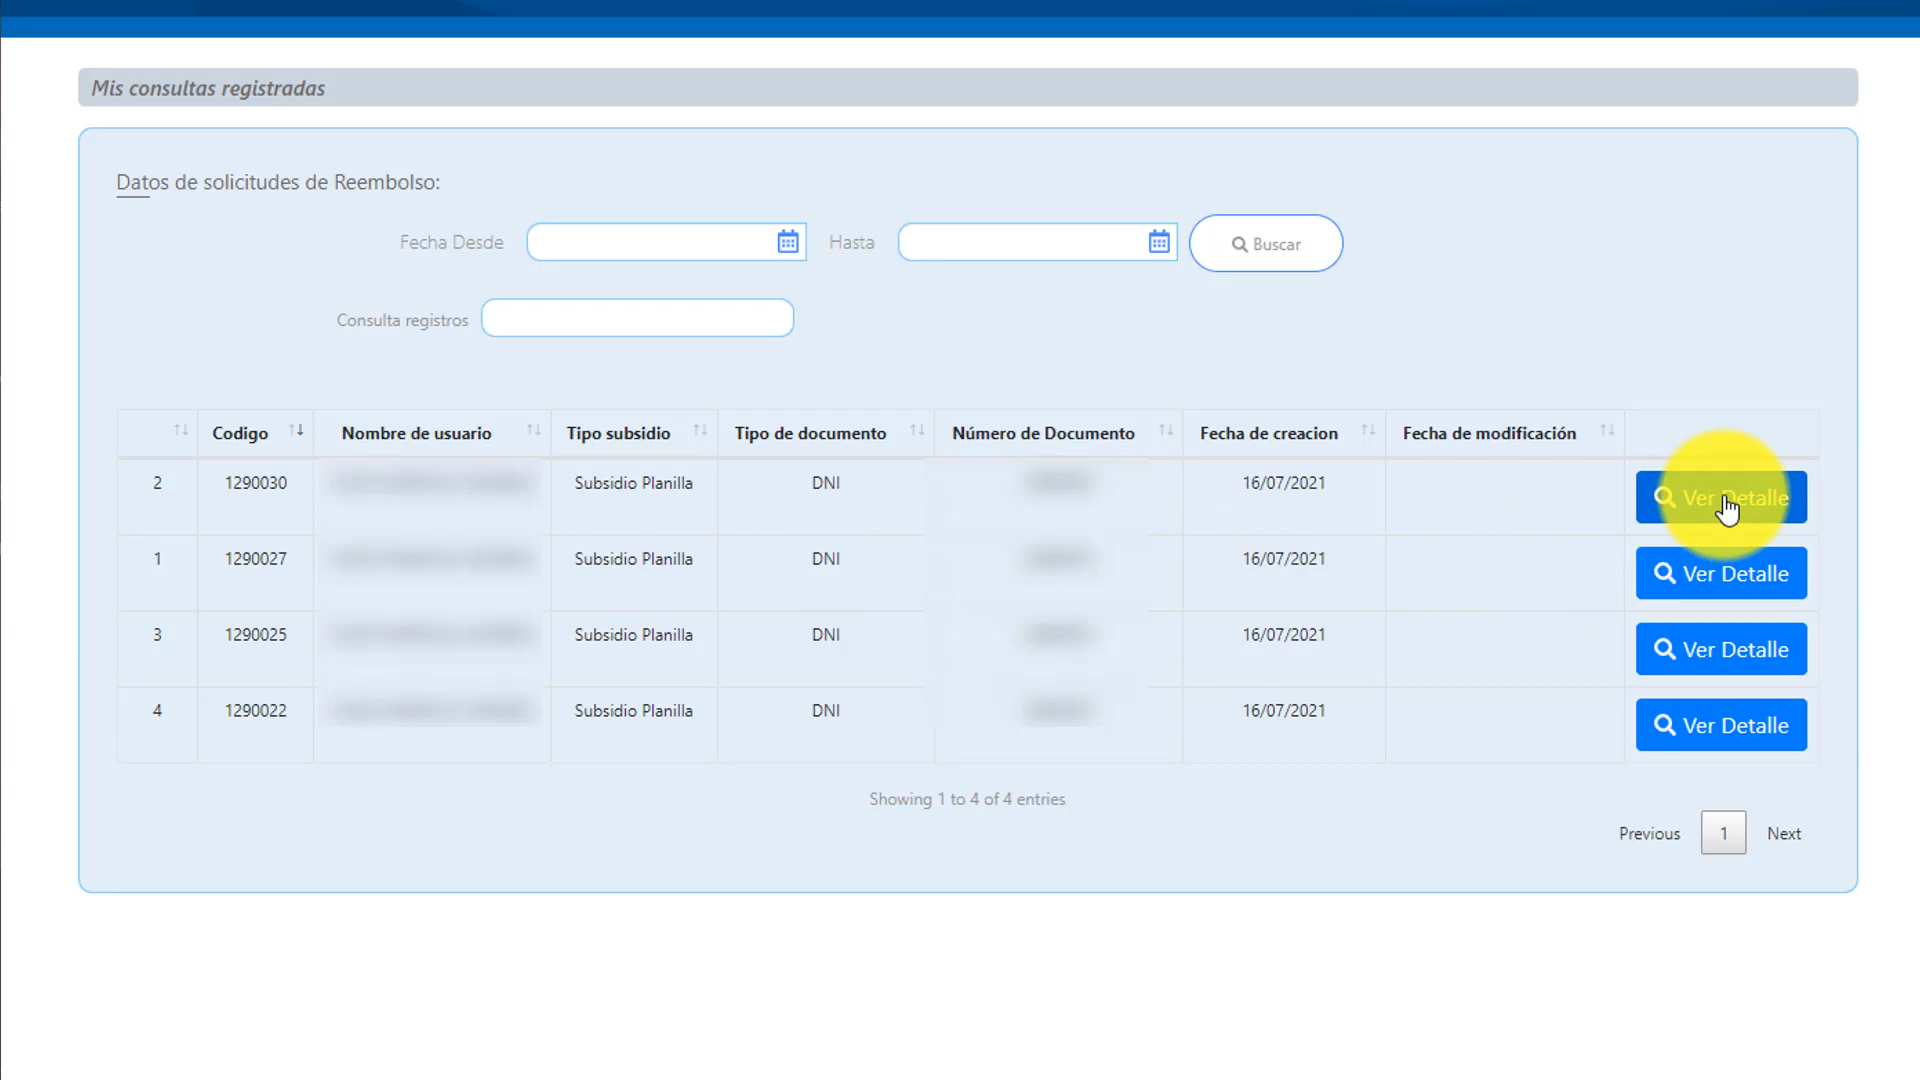 Mis consultas registradas
Datos de solicitudes de Reembolso:
Fecha Desde Hasta Buscar
Consulta registros
Codigo Nombre de usuario Tipo subsidio Tipo de documento Número de Documento Fecha de creacion Fecha de modificación
2 1290030 Subsidio Planilla DNI 16/07/2021 Ver Detalle
1 1290027 Subsidio Planilla DNI 16/07/2021 Ver Detalle
3 1290025 Subsidio Planilla DNI 16/07/2021 Ver Detalle
4 1290022 Subsidio Planilla DNI 16/07/2021 Ver Detalle
Showing 1 to 4 of 4 entries
Previous 1 Next